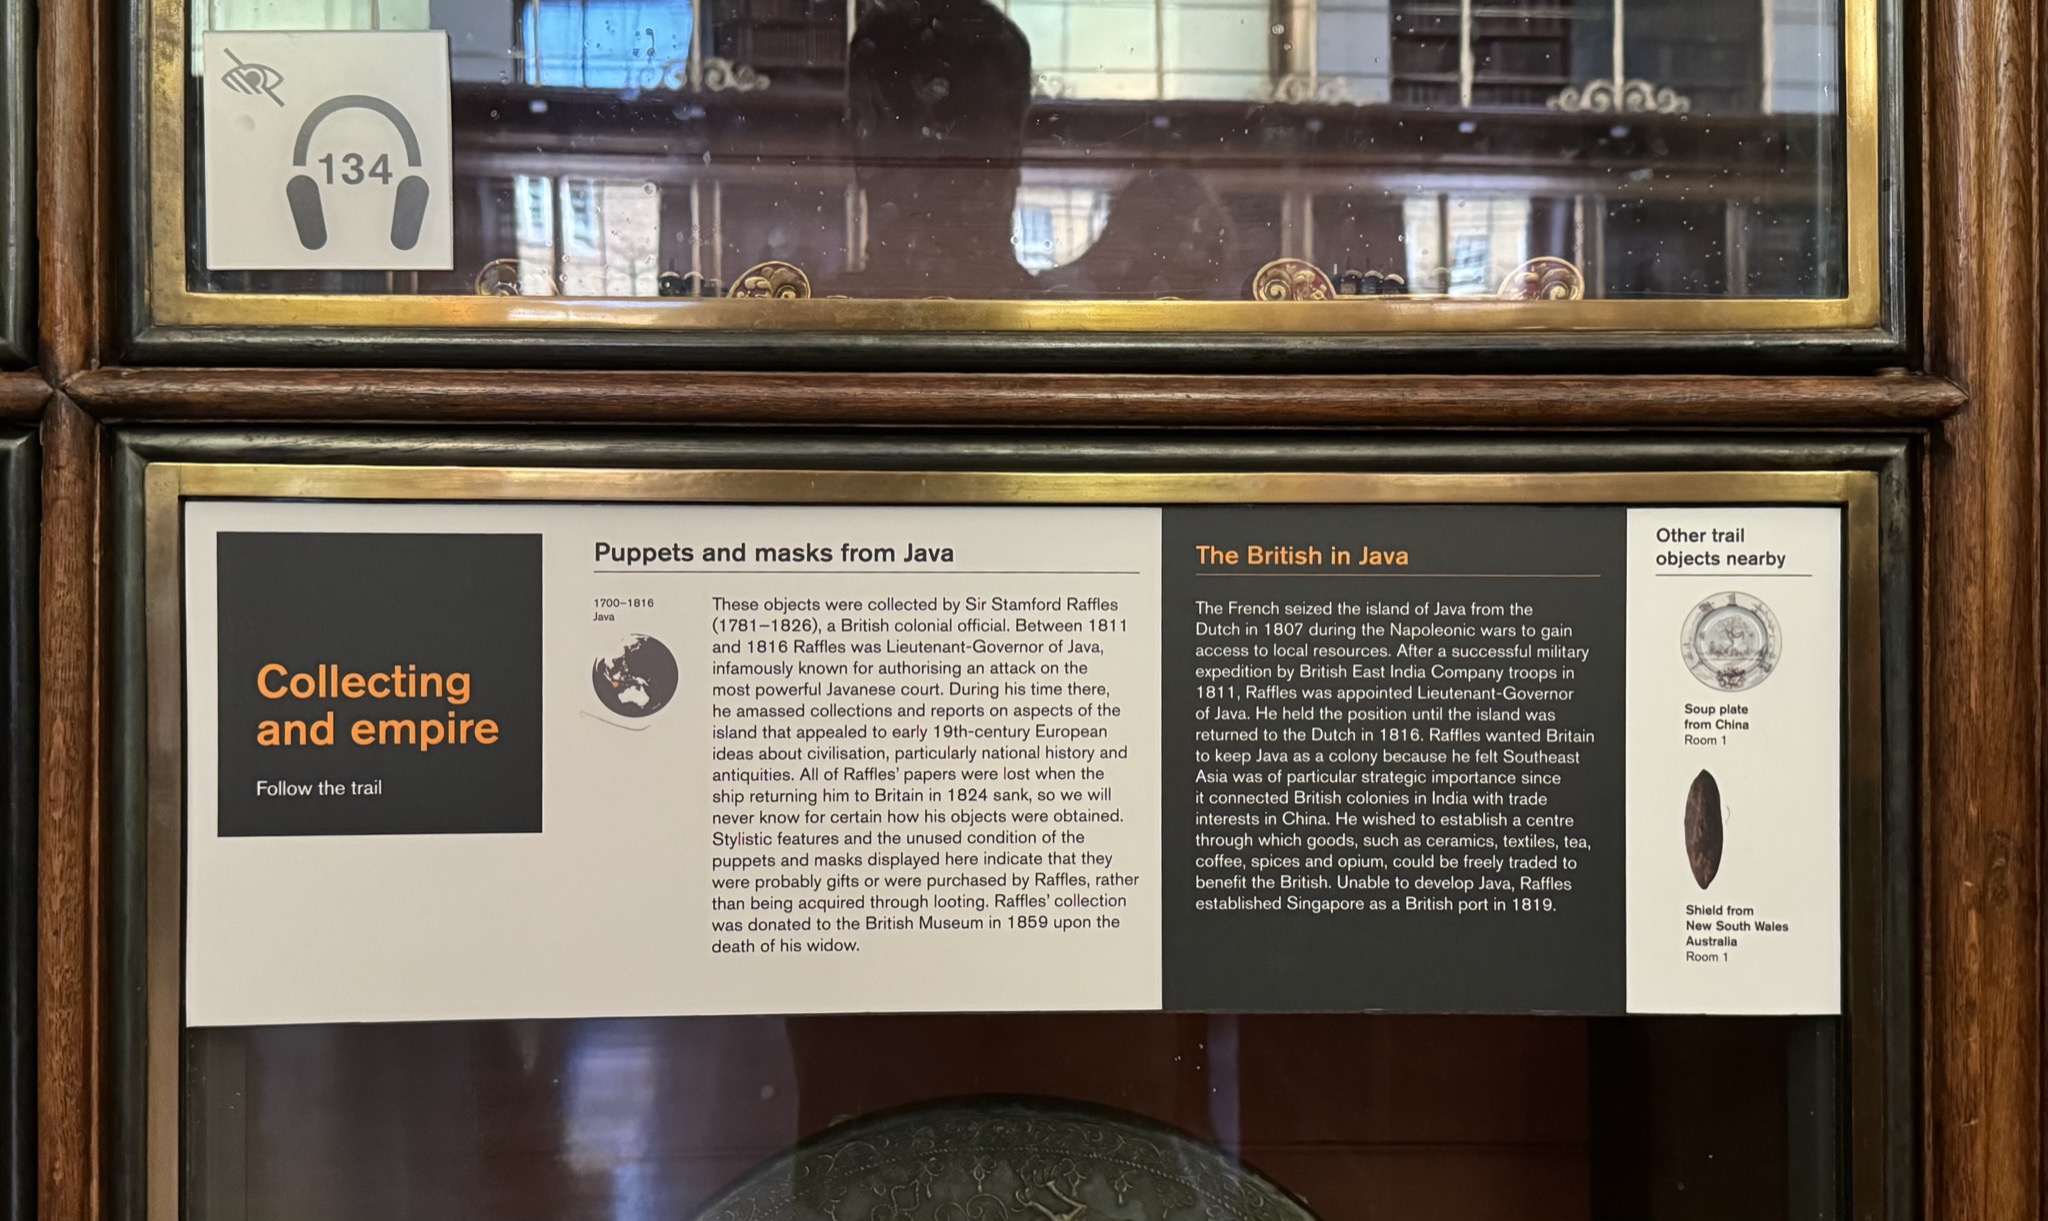 134
Collecting
and empire
Follow the trail
Puppets and masks from Java
1700–1816
Java
These objects were collected by Sir Stamford Raffles
(1781–1826), a British colonial official. Between 1811
and 1816 Raffles was Lieutenant-Governor of Java,
infamously known for authorising an attack on the
most powerful Javanese court. During his time there,
he amassed collections and reports on aspects of the
island that appealed to early 19th-century European
ideas about civilisation, particularly national history and
antiquities. All of Raffles’ papers were lost when the
ship returning him to Britain in 1824 sank, so we will
never know for certain how his objects were obtained.
Stylistic features and the unused condition of the
puppets and masks displayed here indicate that they
were probably gifts or were purchased by Raffles, rather
than being acquired through looting. Raffles’ collection
was donated to the British Museum in 1859 upon the
death of his widow.
The British in Java
The French seized the island of Java from the
Dutch in 1807 during the Napoleonic wars to gain
access to local resources. After a successful military
expedition by British East India Company troops in
1811, Raffles was appointed Lieutenant-Governor
of Java. He held the position until the island was
returned to the Dutch in 1816. Raffles wanted Britain
to keep Java as a colony because he felt Southeast
Asia was of particular strategic importance since
it connected British colonies in India with trade
interests in China. He wished to establish a centre
through which goods, such as ceramics, textiles, tea,
coffee, spices and opium, could be freely traded to
benefit the British. Unable to develop Java, Raffles
established Singapore as a British port in 1819.
Other trail
objects nearby
Soup plate
from China
Room 1
Shield from
New South Wales
Australia
Room 1